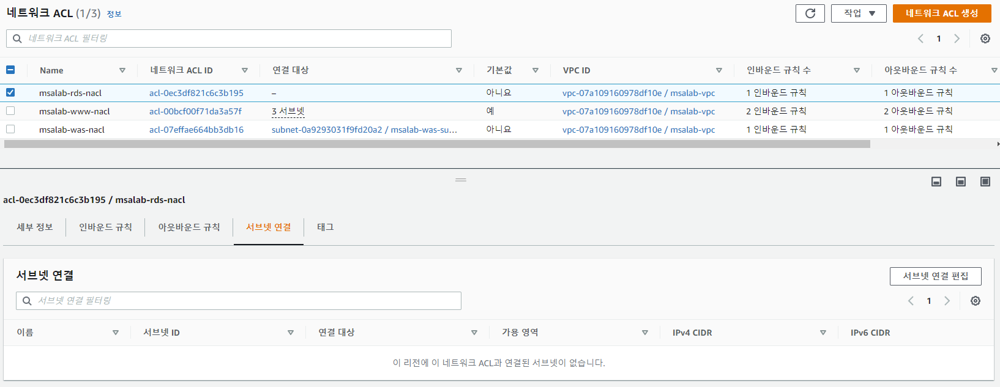 네트워크 ACL (1/3) 정보
작업 ▼
네트워크 ACL 생성
네트워크 ACL 필터링
1
Name 네트워크 ACL ID 연결 대상 기본값 VPC ID 인바운드 규칙 수 아웃바운드 규칙 수
msalab-rds-nacl acl-0ec3df821c6c3b195 – 아니요 vpc-07a109160978df10e / msalab-vpc 1 인바운드 규칙 1 아웃바운드 규칙
msalab-www-nacl acl-00bcf00f71da3a57f 3 서브넷 예 vpc-07a109160978df10e / msalab-vpc 2 인바운드 규칙 2 아웃바운드 규칙
msalab-was-nacl acl-07effae664bb3db16 subnet-0a9293031f9fd20a2 / msalab-was-su... 아니요 vpc-07a109160978df10e / msalab-vpc 1 인바운드 규칙 1 아웃바운드 규칙
acl-0ec3df821c6c3b195 / msalab-rds-nacl
세부 정보 인바운드 규칙 아웃바운드 규칙 서브넷 연결 태그
서브넷 연결
서브넷 연결 편집
서브넷 연결 필터링
1
이름 서브넷 ID 연결 대상 가용 영역 IPv4 CIDR IPv6 CIDR
이 리전에 이 네트워크 ACL과 연결된 서브넷이 없습니다.